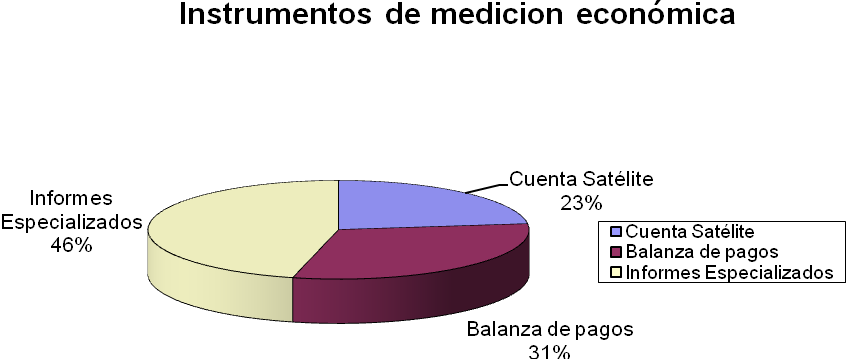 Instrumentos de medicion económica
Informes
Especializados
46%
Cuenta Satélite
23%
Balanza de pagos
31%
Cuenta Satélite
Balanza de pagos
Informes Especializados